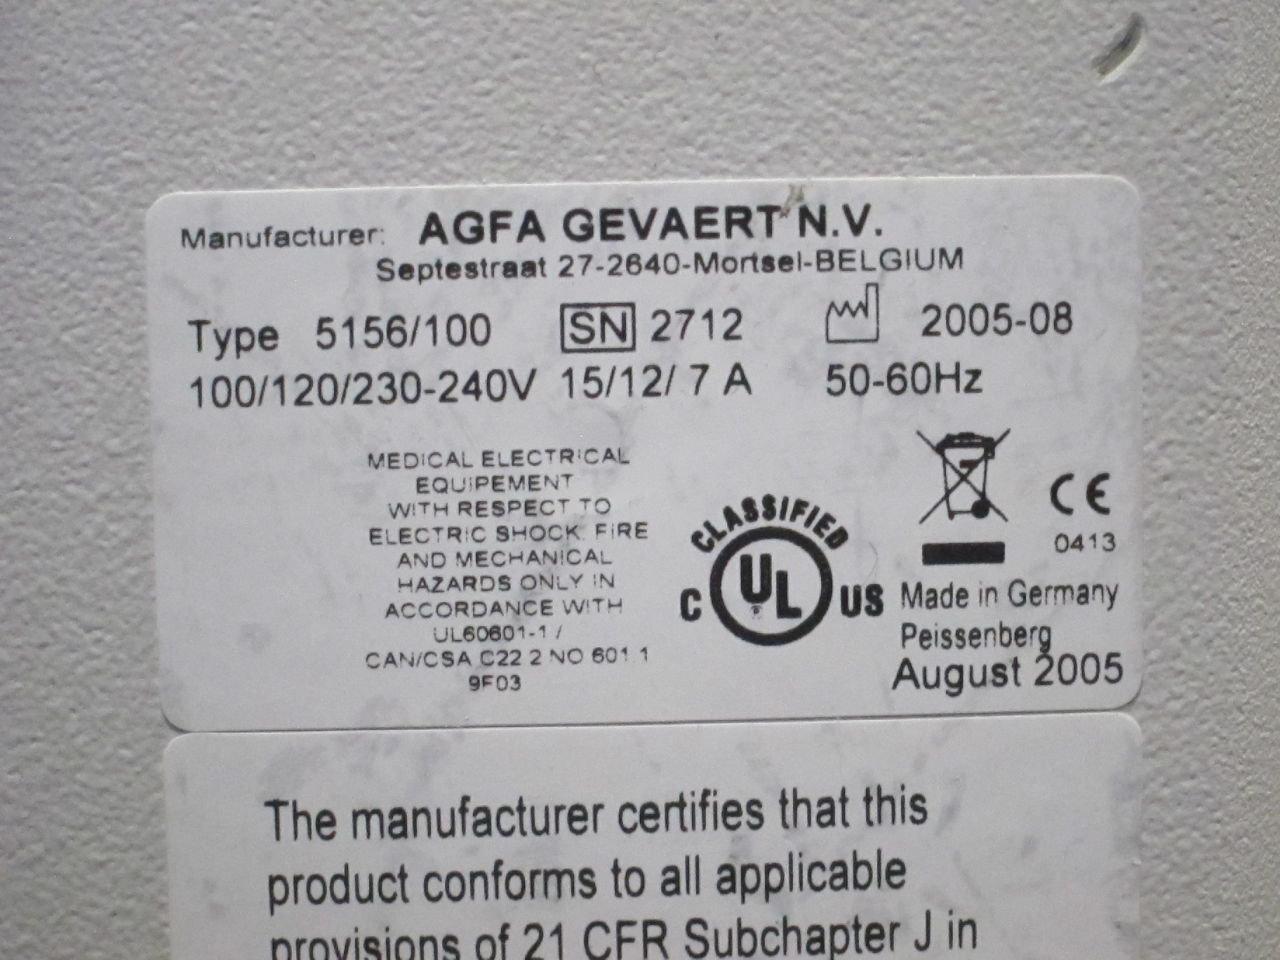 Manufacturer: AGFA GEVAERT N.V.
Septestraat 27-2640-Mortsel-BELGIUM
Type 5156/100 SN 2712 2005-08
100/120/230-240V 15/12/ 7 A 50-60Hz
MEDICAL ELECTRICAL
EQUIPEMENT
WITH RESPECT TO
ELECTRIC SHOCK. FIRE
AND MECHANICAL
HAZARDS ONLY IN
ACCORDANCE WITH
UL60601-1 /
CAN/CSA C22 2 NO 601 1
9F03
CLASSIFIED
C UL US
CE
0413
Made in Germany
Peissenberg
August 2005
The manufacturer certifies that this
product conforms to all applicable
provisions of 21 CFR Subchapter J in